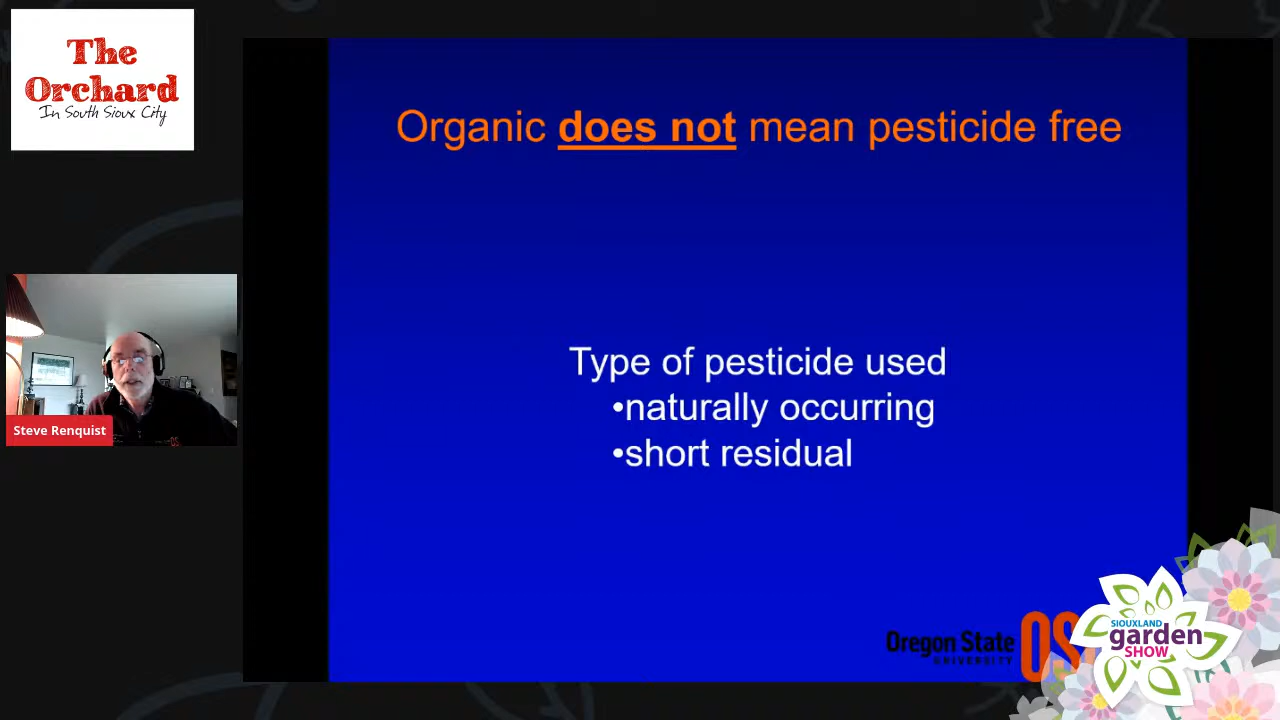 The
Orchard
In South Sioux City
Organic does not mean pesticide free
Type of pesticide used
•naturally occurring
•short residual
Steve Renquist
Oregon State
UNIVERSITY
OS
SIOUXLAND
garden
SHOW